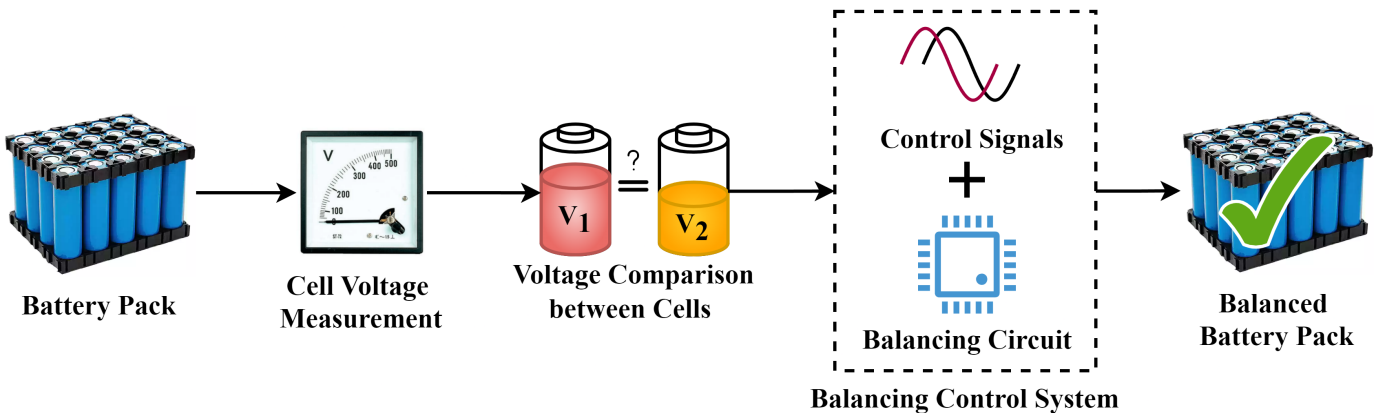 Battery Pack
V
100
200
300
400
500
Cell Voltage
Measurement
?
=
V1
V2
Voltage Comparison
between Cells
Control Signals
+
Balancing Circuit
Balancing Control System
Balanced
Battery Pack